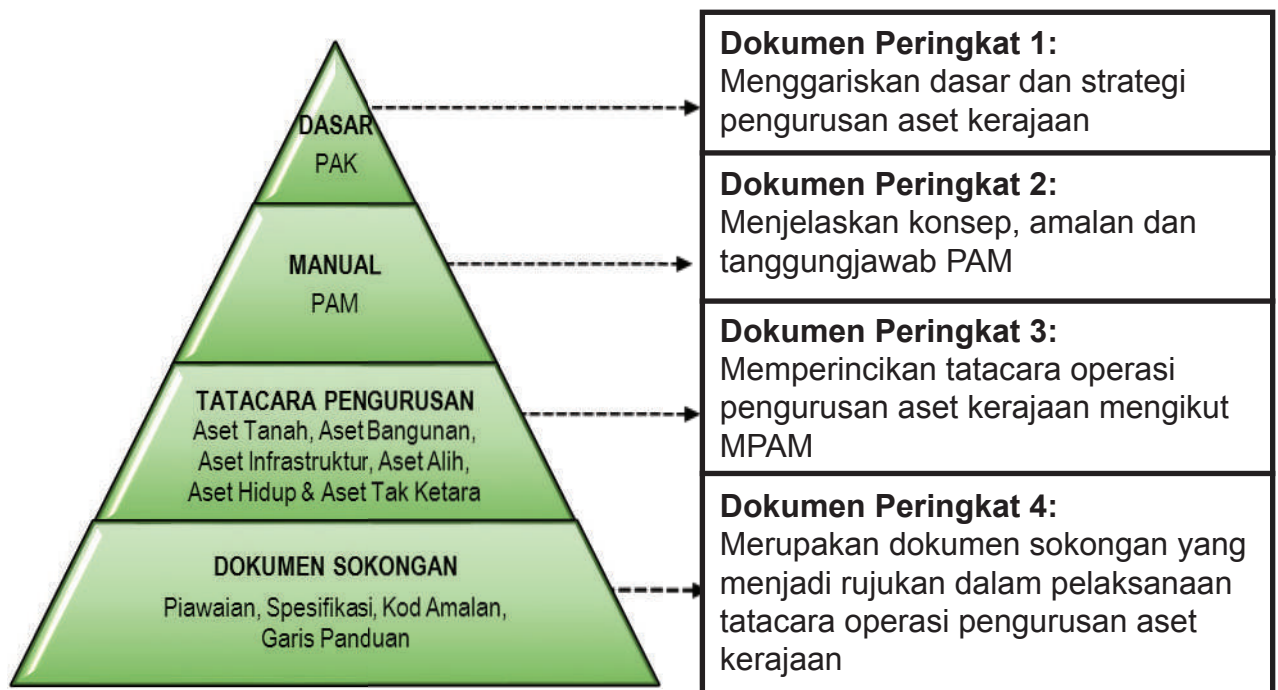 DASAR
PAK
Dokumen Peringkat 1:
Menggariskan dasar dan strategi
pengurusan aset kerajaan
MANUAL
PAM
Dokumen Peringkat 2:
Menjelaskan konsep, amalan dan
tanggungjawab PAM
TATACARA PENGURUSAN
Aset Tanah, Aset Bangunan,
Aset Infrastruktur, Aset Alih,
Aset Hidup & Aset Tak Ketara
Dokumen Peringkat 3:
Memperincikan tatacara operasi
pengurusan aset kerajaan mengikut
MPAM
DOKUMEN SOKONGAN
Piawaian, Spesifikasi, Kod Amalan,
Garis Panduan
Dokumen Peringkat 4:
Merupakan dokumen sokongan yang
menjadi rujukan dalam pelaksanaan
tatacara operasi pengurusan aset
kerajaan